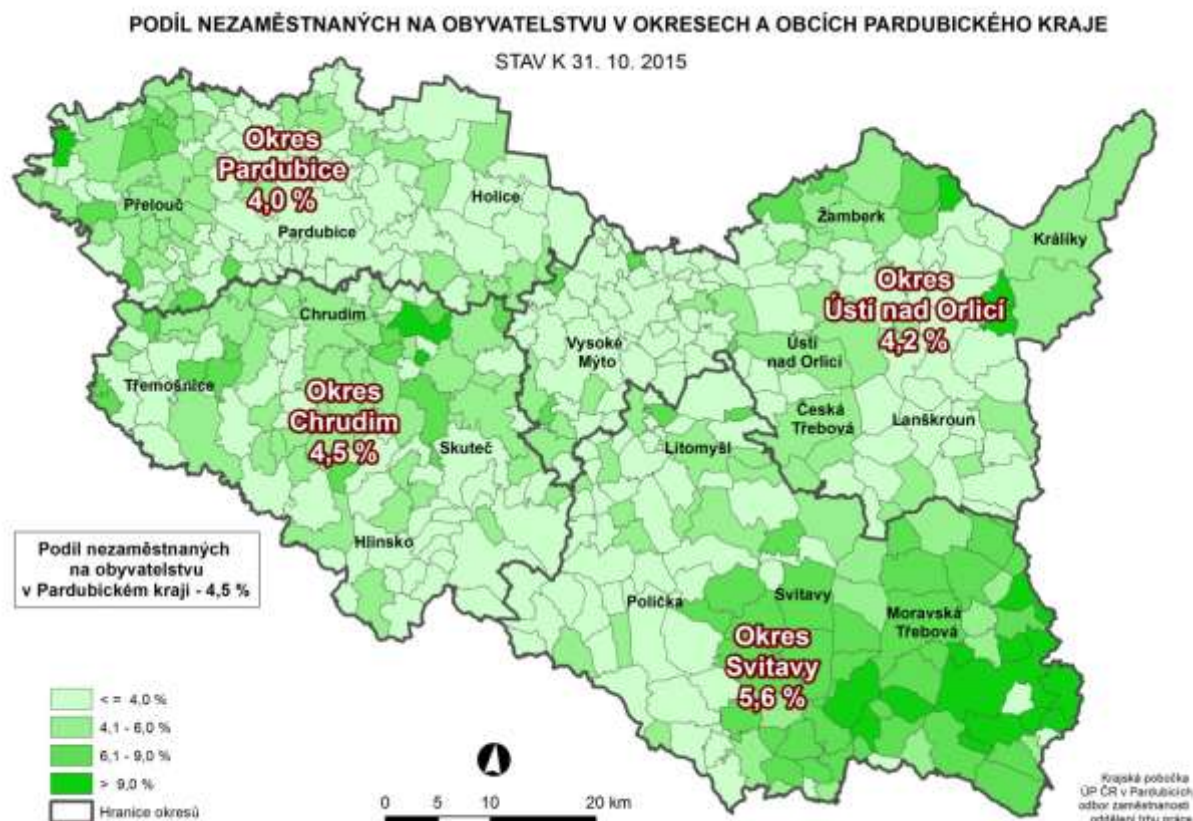 PODÍL NEZAMĚSTNANÝCH NA OBYVATELSTVU V OKRESECH A OBCÍCH PARDUBICKÉHO KRAJE
STAV K 31. 10. 2015
Okres
Pardubice
4,0 %
Přelouč
Pardubice
Holice
Žamberk
Králíky
Okres
Ústí nad Orlicí
4,2 %
Chrudim
Vysoké
Mýto
Ústí
nad Orlicí
Třemošnice
Okres
Chrudim
4,5 %
Skuteč
Česká
Třebová
Lanškroun
Litomyšl
Hlinsko
Podíl nezaměstnaných
na obyvatelstvu
v Pardubickém kraji - 4,5 %
Polička
Svitavy
Moravská
Třebová
Okres
Svitavy
5,6 %
< = 4,0 %
4,1 - 6,0 %
6,1 - 9,0 %
> 9,0 %
Hranice okresů
0 5 10 20 km
Krajská pobočka
ÚP ČR v Pardubicích
odbor zaměstnanosti
oddělení trhu práce